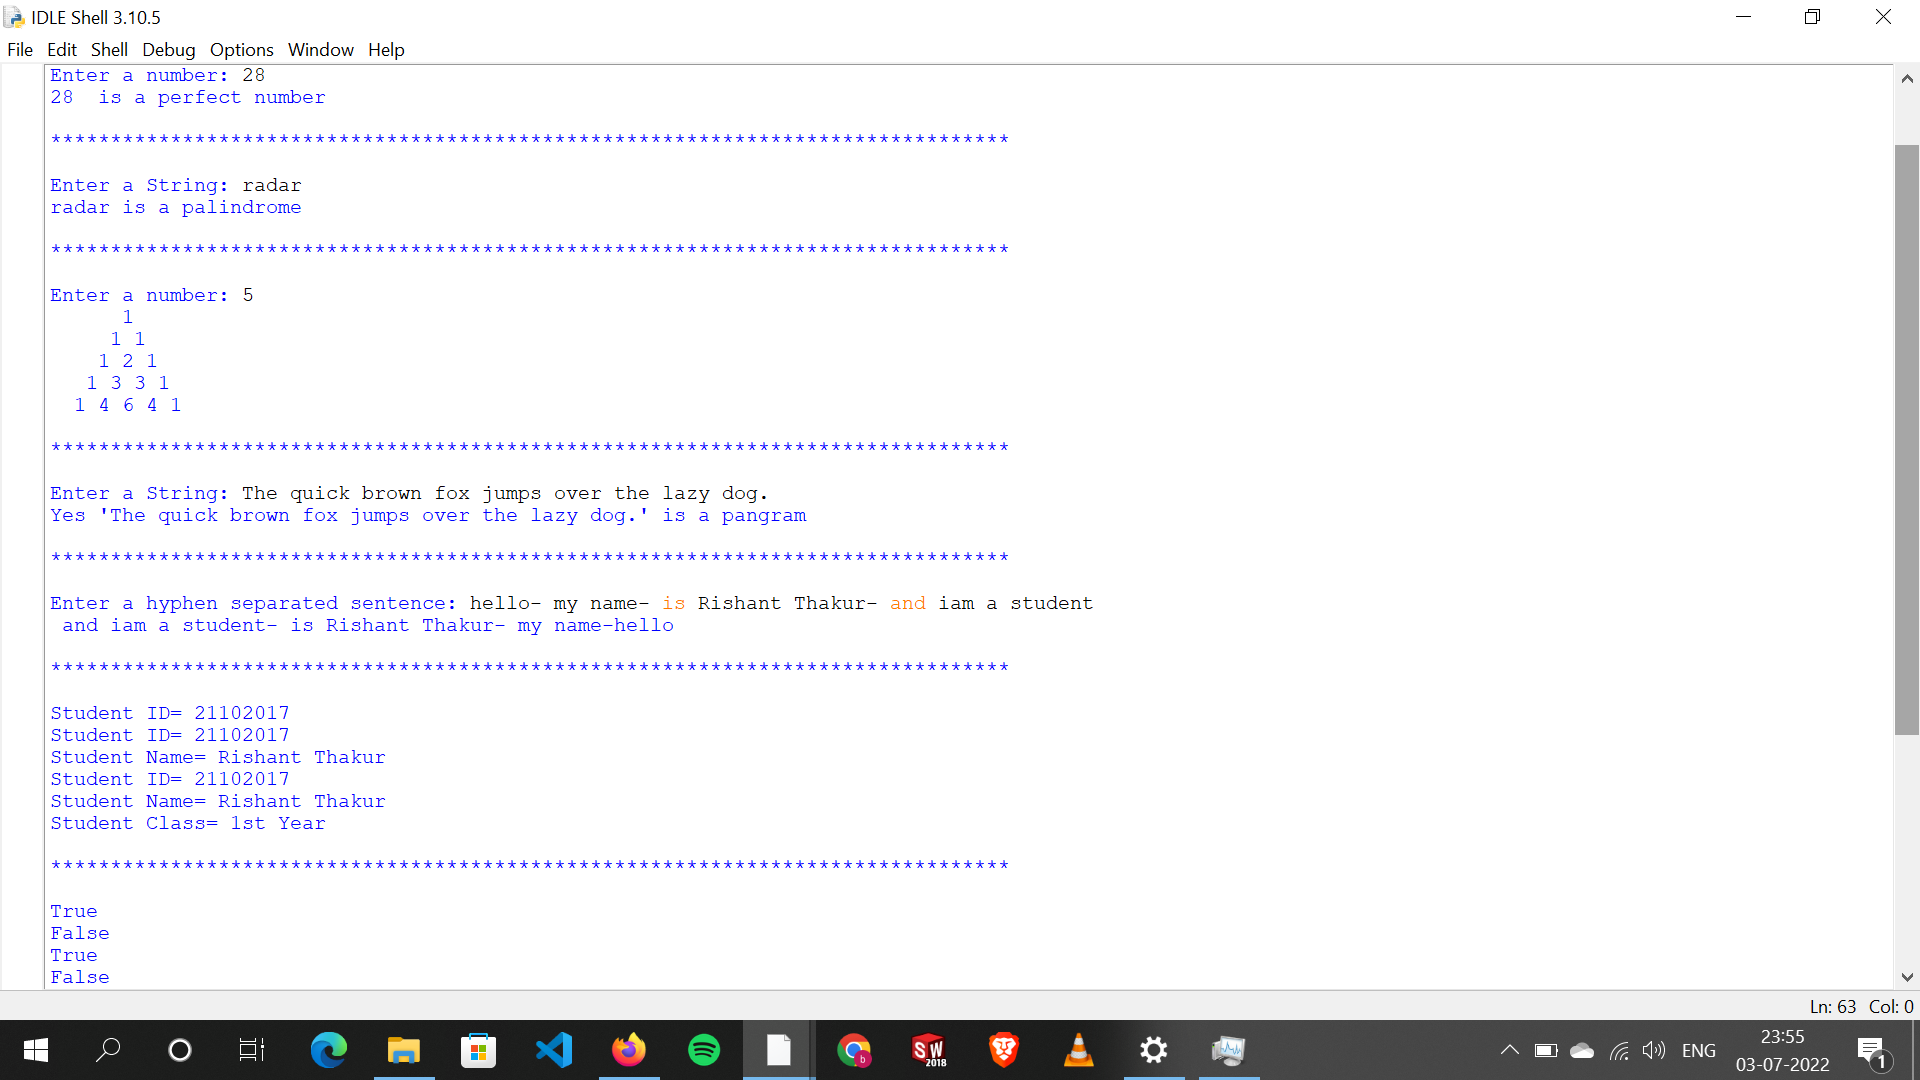 IDLE Shell 3.10.5
File Edit Shell Debug Options Window Help
Enter a number: 28
28  is a perfect number
********************************************************************************
Enter a String: radar
radar is a palindrome
********************************************************************************
Enter a number: 5
      1
     1 1
    1 2 1
   1 3 3 1
  1 4 6 4 1
********************************************************************************
Enter a String: The quick brown fox jumps over the lazy dog.
Yes 'The quick brown fox jumps over the lazy dog.' is a pangram
********************************************************************************
Enter a hyphen separated sentence: hello- my name- is Rishant Thakur- and iam a student
 and iam a student- is Rishant Thakur- my name-hello
********************************************************************************
Student ID= 21102017
Student ID= 21102017
Student Name= Rishant Thakur
Student ID= 21102017
Student Name= Rishant Thakur
Student Class= 1st Year
********************************************************************************
True
False
True
False
Ln: 63 Col: 0
b
SW
2018
ENG
23:55
03-07-2022
1